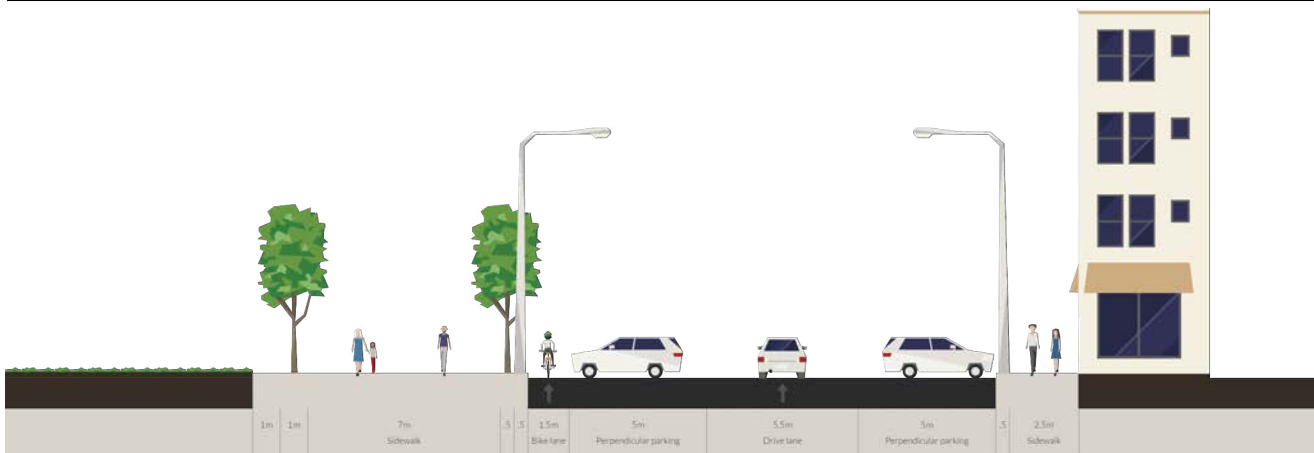 1m 1m 7m .5 .5 1.5m 5m 5.5m 5m .5 2.5m
Sidewalk Bike lane Perpendicular parking Drive lane Perpendicular parking Sidewalk